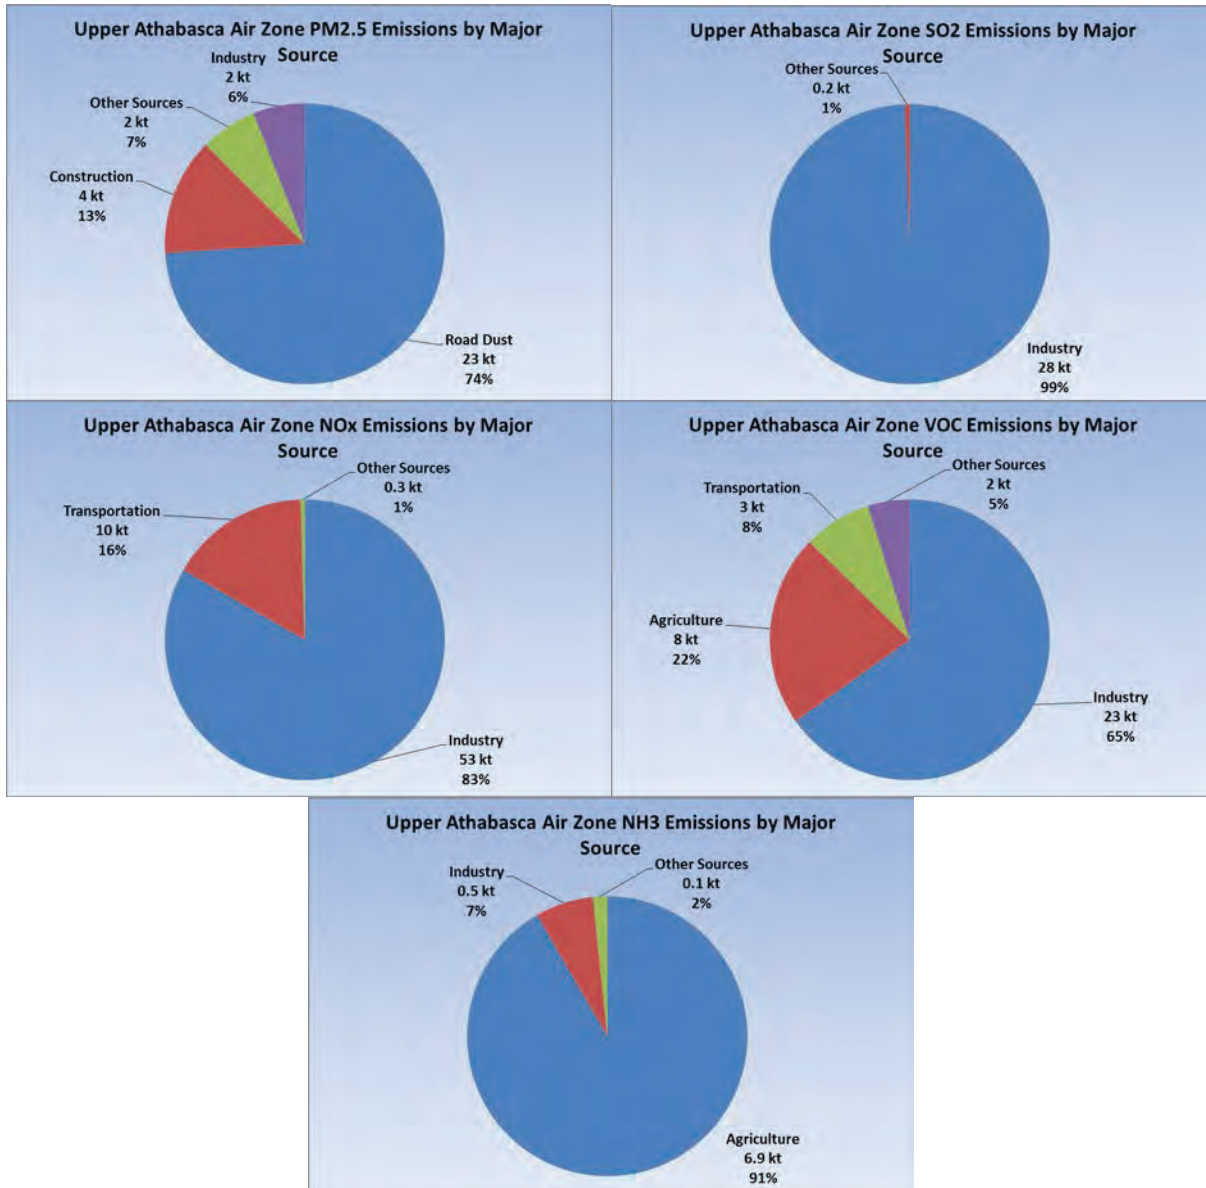 Upper Athabasca Air Zone PM2.5 Emissions by Major
Source
Industry
2 kt
6%
Other Sources
2 kt
7%
Construction
4 kt
13%
Road Dust
23 kt
74%
Upper Athabasca Air Zone SO2 Emissions by Major
Source
Other Sources
0.2 kt
1%
Industry
28 kt
99%
Upper Athabasca Air Zone NOx Emissions by Major
Source
Other Sources
0.3 kt
1%
Transportation
10 kt
16%
Industry
53 kt
83%
Upper Athabasca Air Zone VOC Emissions by Major
Source
Other Sources
2 kt
5%
Transportation
3 kt
8%
Agriculture
8 kt
22%
Industry
23 kt
65%
Upper Athabasca Air Zone NH3 Emissions by Major
Source
Industry
0.5 kt
7%
Other Sources
0.1 kt
2%
Agriculture
6.9 kt
91%